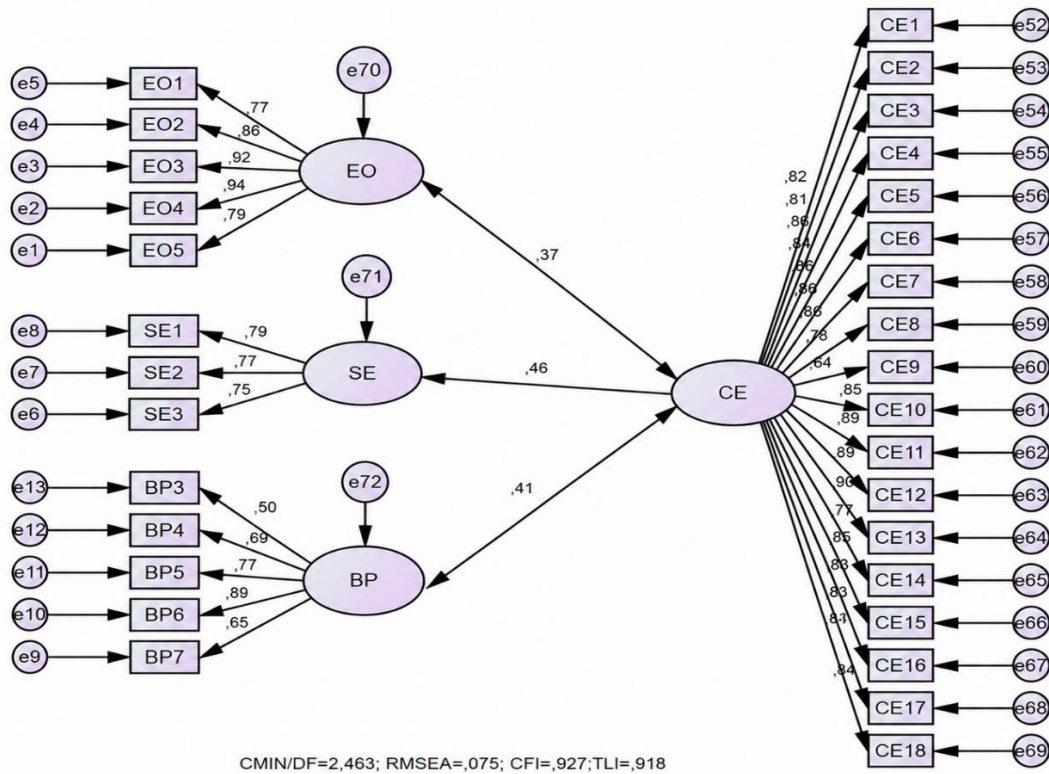 e70
e5 EO1 ,77
e4 EO2 ,86
e3 EO3 ,92
e2 EO4 ,94
e1 EO5 ,79
EO
,37
e71
e8 SE1 ,79
e7 SE2 ,77
e6 SE3 ,75
SE
,46
e72
e13 BP3 ,50
e12 BP4 ,69
e11 BP5 ,77
e10 BP6 ,89
e9 BP7 ,65
BP
,41
CE
,82
,81
,86
,84
,86
,86
,86
,78
,64
,85
,89
,89
,90
,77
,85
,83
,83
,84
CE1 e52
CE2 e53
CE3 e54
CE4 e55
CE5 e56
CE6 e57
CE7 e58
CE8 e59
CE9 e60
CE10 e61
CE11 e62
CE12 e63
CE13 e64
CE14 e65
CE15 e66
CE16 e67
CE17 e68
CE18 e69
CMIN/DF=2,463; RMSEA=,075; CFI=,927;TLI=,918